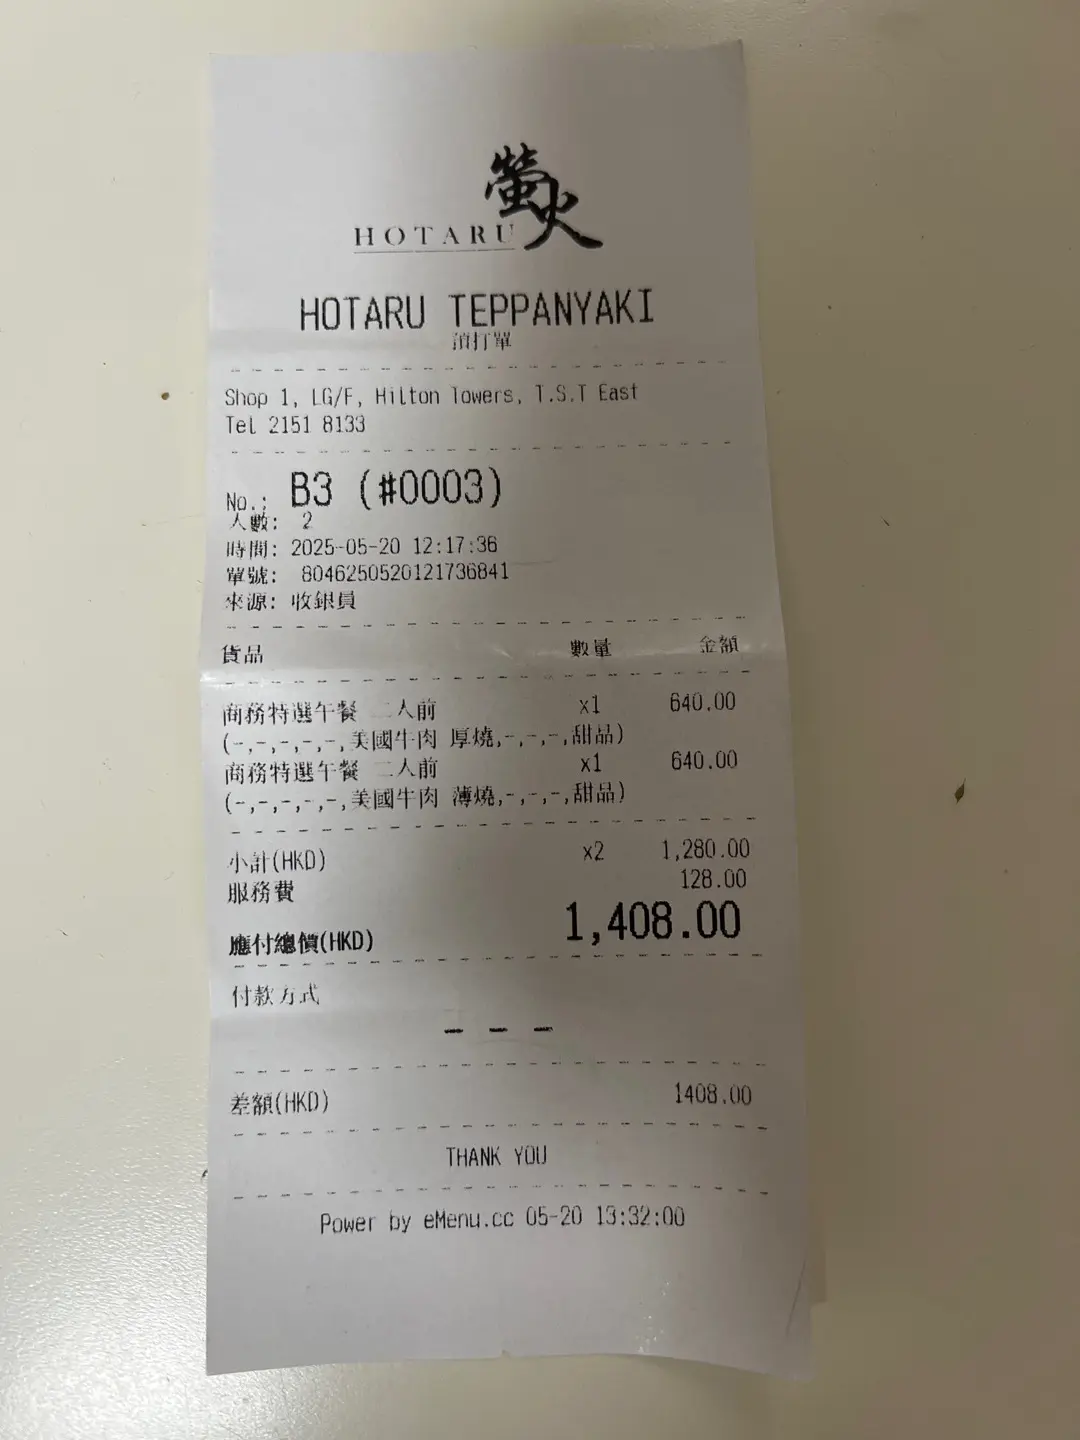 螢火
HOTARU
HOTARU TEPPANYAKI
預打單
Shop 1, LG/F, Hilton Towers, T.S.T East
Tel 2151 8133
No.: B3 (#0003)
人數: 2
時間: 2025-05-20 12:17:36
單號: 8046250520121736841
來源: 收銀員
貨品 數量 金額
商務特選午餐 二人前 x1 640.00
(-,-,-,-,-,美國牛肉 厚燒,-,-,-,甜品)
商務特選午餐 二人前 x1 640.00
(-,-,-,-,-,美國牛肉 薄燒,-,-,-,甜品)
小計(HKD) x2 1,280.00
服務費 128.00
應付總價(HKD) 1,408.00
付款方式
- - -
差額(HKD) 1408.00
THANK YOU
Power by eMenu.cc 05-20 13:32:00